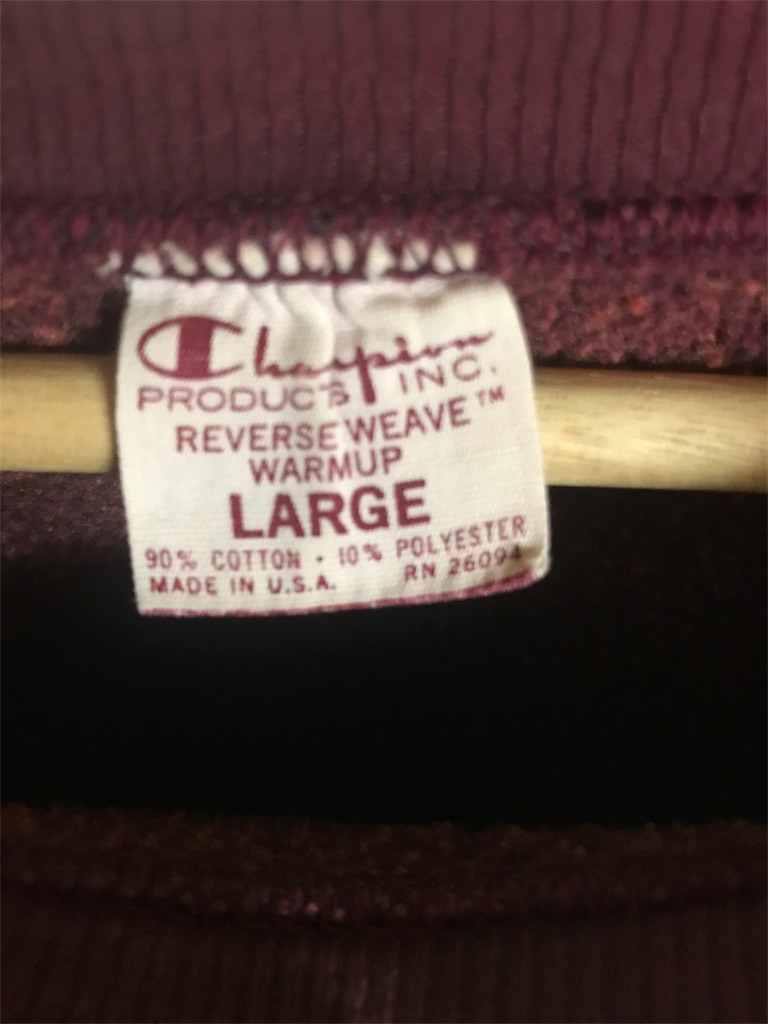 Champion
PRODUCTS INC.
REVERSE WEAVE™
WARMUP
LARGE
90% COTTON · 10% POLYESTER
MADE IN U.S.A. RN 26094